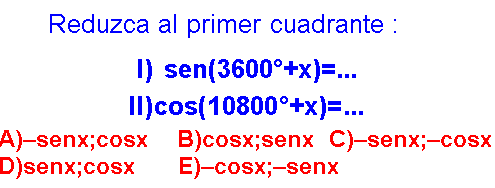 Reduzca al primer cuadrante :
I) sen(3600°+x)=...
II)cos(10800°+x)=...
A)–senx;cosx B)cosx;senx C)–senx;–cosx
D)senx;cosx E)–cosx;–senx